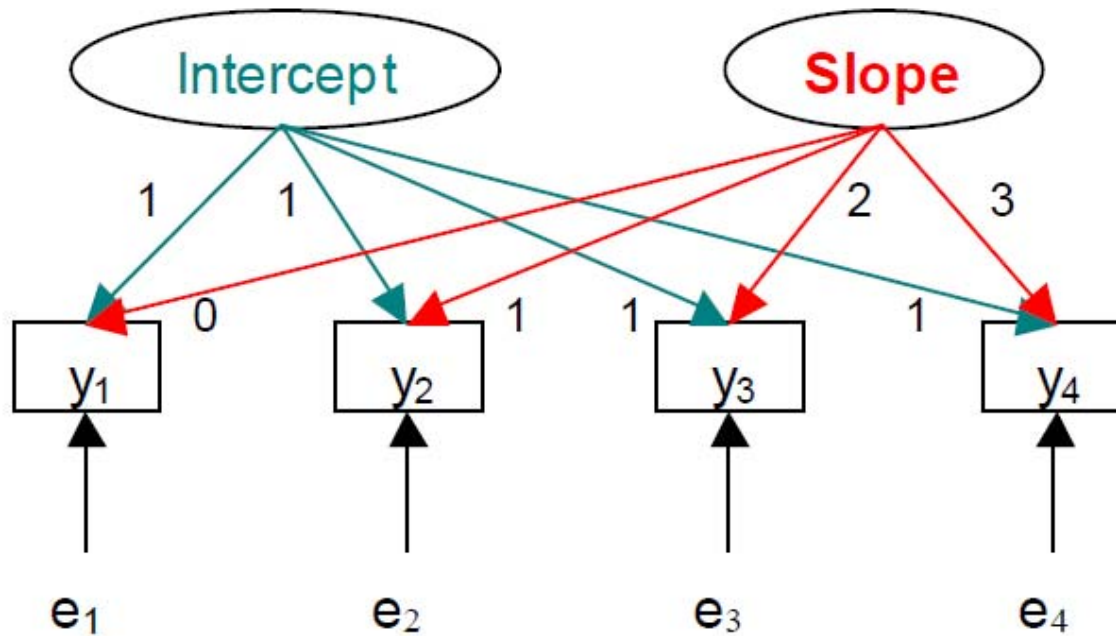 Intercept Slope
1 1 2 3
0 1 1 1
y₁ y₂ y₃ y₄
e₁ e₂ e₃ e₄